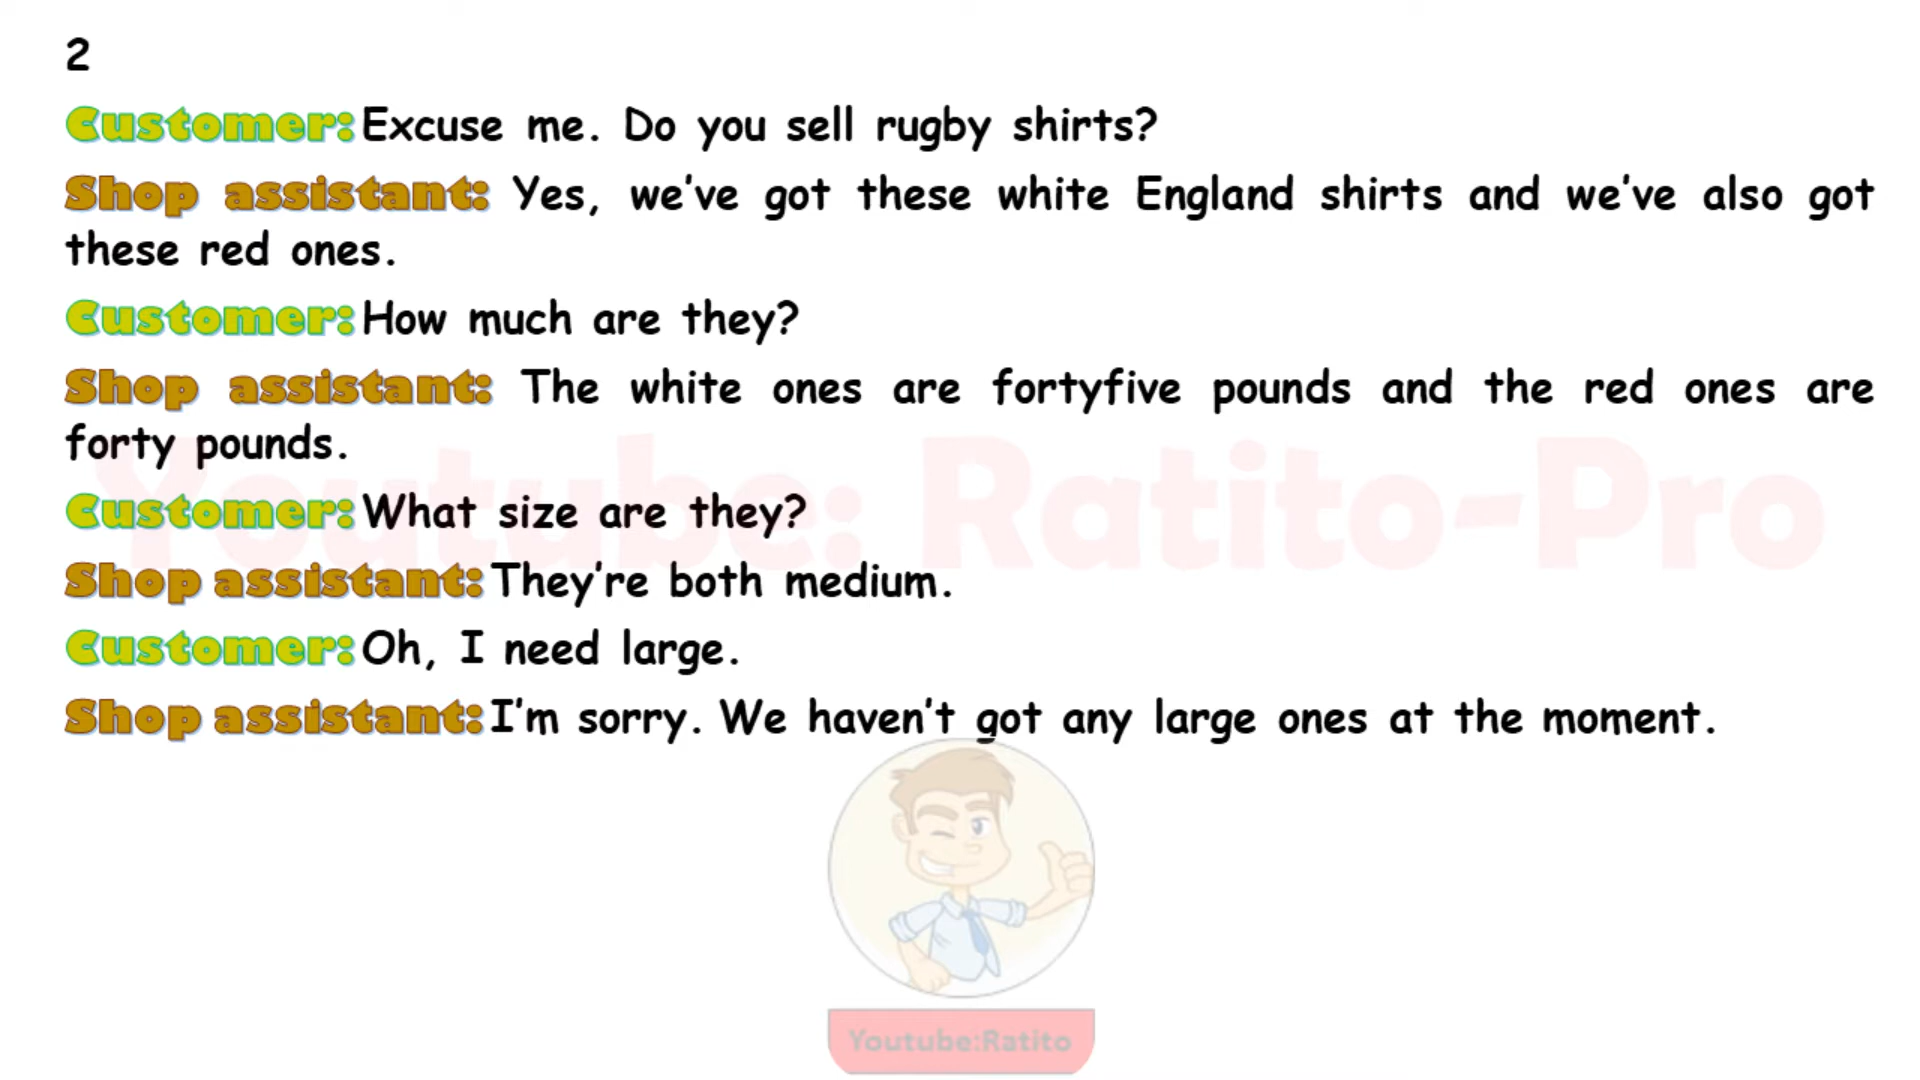 2
Customer: Excuse me. Do you sell rugby shirts?
Shop assistant: Yes, we've got these white England shirts and we've also got
these red ones.
Customer: How much are they?
Shop assistant: The white ones are fortyfive pounds and the red ones are
forty pounds.
Youtube: Ratito-Pro
Customer: What size are they?
Shop assistant: They're both medium.
Customer: Oh, I need large.
Shop assistant: I'm sorry. We haven't got any large ones at the moment.
Youtube:Ratito